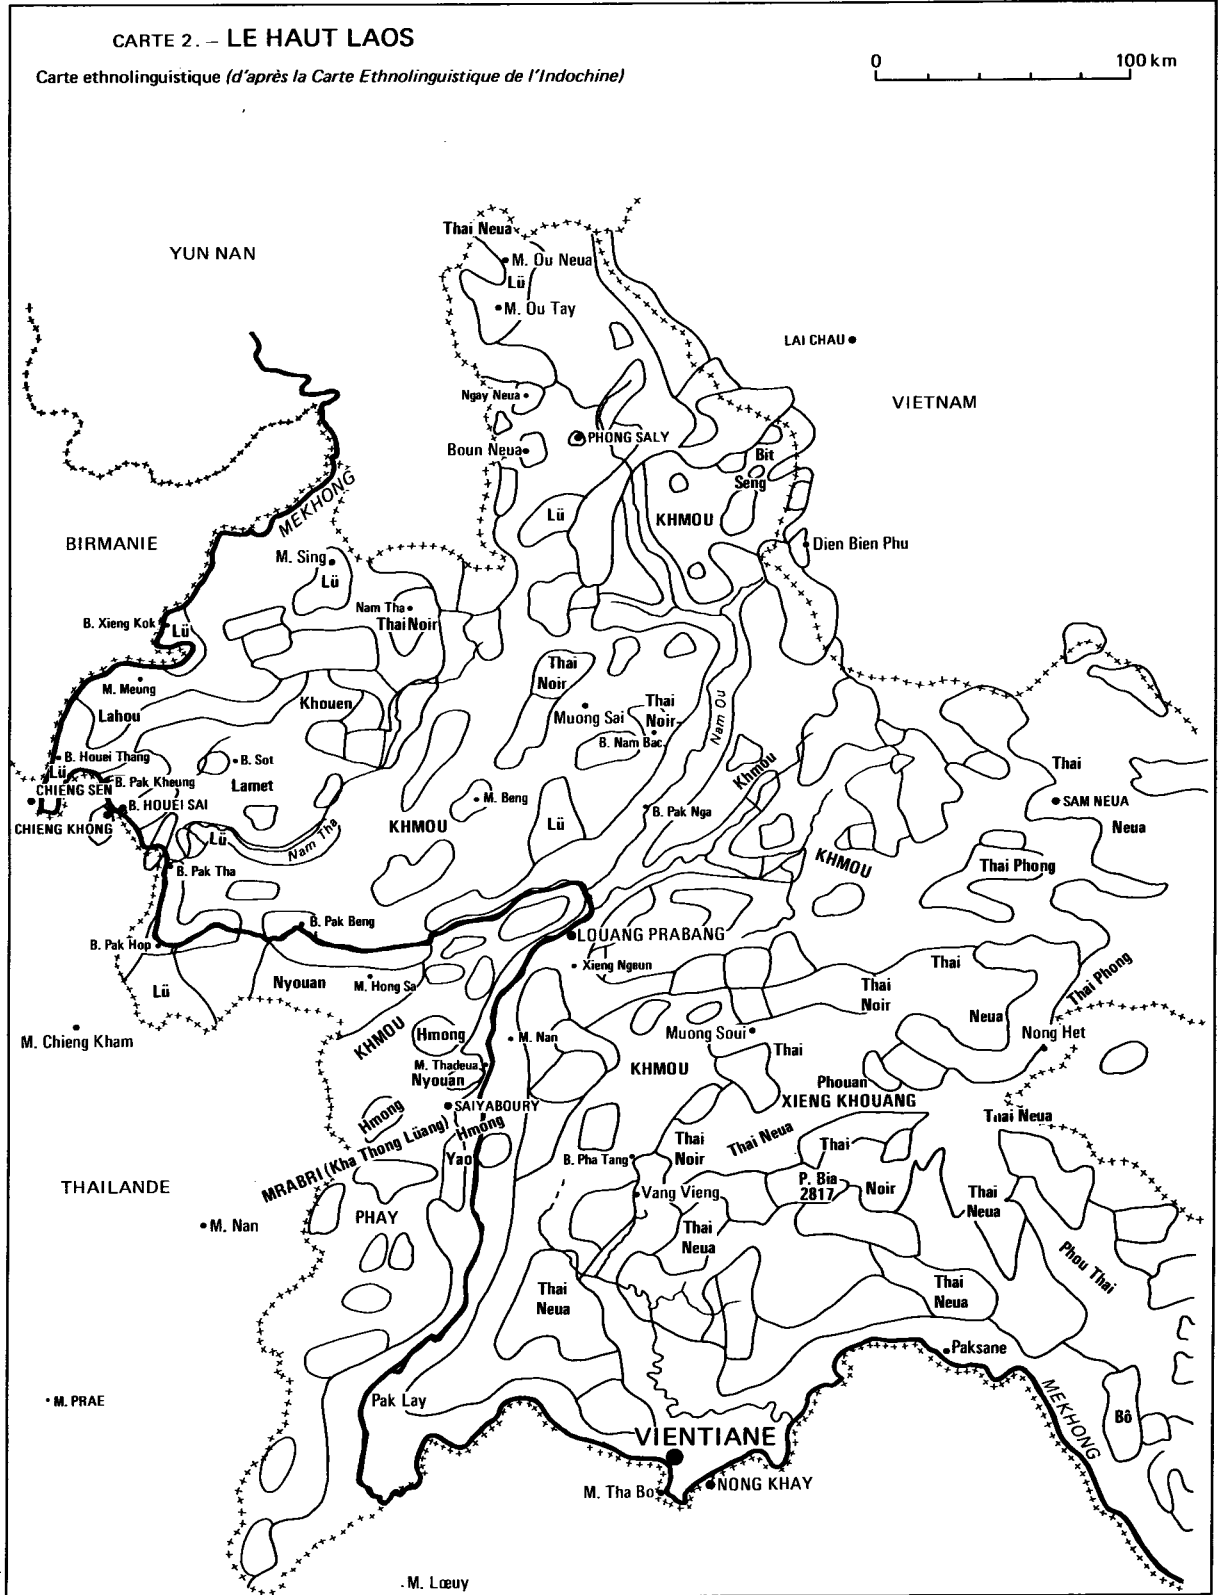 CARTE 2. – LE HAUT LAOS
Carte ethnolinguistique (d'après la Carte Ethnolinguistique de l'Indochine)
0 100 km
Thai Neua
YUN NAN
M. Ou Neua
Lü
M. Ou Tay
LAI CHAU
Ngay Neua
VIETNAM
PHONG SALY
Boun Neua
Bit
Seng
MEKHONG
Lü
KHMOU
BIRMANIE
Dien Bien Phu
M. Sing
Lü
Nam Tha
Thai Noir
B. Xieng Kok
Lü
Thai
Noir
M. Meung
Khouen
Lahou
Muong Sai
Thai
Noir
B. Nam Bac
Nam Ou
B. Houei Thang
B. Sot
Lü
Khmou
Thai
CHIENG SEN
B. Pak Kheung
Lamet
M. Beng
SAM NEUA
B. HOUEI SAI
B. Pak Nga
CHIENG KHONG
KHMOU
Lü
Neua
Lü
Nam Tha
KHMOU
Thai Phong
B. Pak Tha
B. Pak Beng
B. Pak Hop
LOUANG PRABANG
Xieng Ngeun
Thai
Thai Phong
Lü
Nyouan
M. Hong Sa
Thai
Noir
Neua
M. Chieng Kham
KHMOU
Hmong
M. Nan
Muong Soui
Nong Het
Thai
M. Thadeua
Nyouan
KHMOU
Phouan
XIENG KHOUANG
SAIYABOURY
Hmong
Hmong
Thai Neua
MRABRI (Kha Thong Lüang)
Yao
B. Pha Tang
Thai
Noir
Thai Neua
Thai
THAILANDE
P. Bia
2817
Noir
Vang Vieng
Thai
Neua
M. Nan
PHAY
Thai
Neua
Phou Thai
Thai
Neua
Thai
Neua
Paksane
M. PRAE
Pak Lay
MEKHONG
Bô
VIENTIANE
M. Tha Bo
NONG KHAY
M. Lœuy